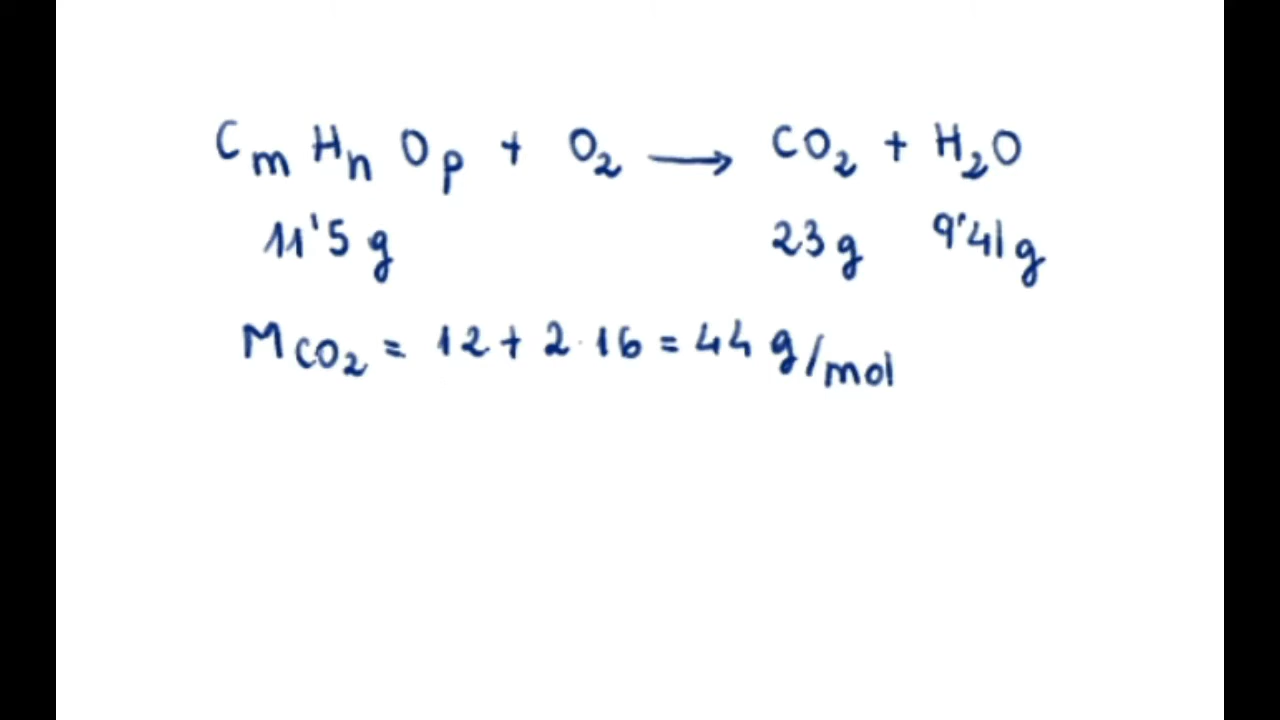 CmHnOp + O2 → CO2 + H2O
11'5 g 23 g 9'41 g
MCO2 = 12 + 2·16 = 44 g/mol